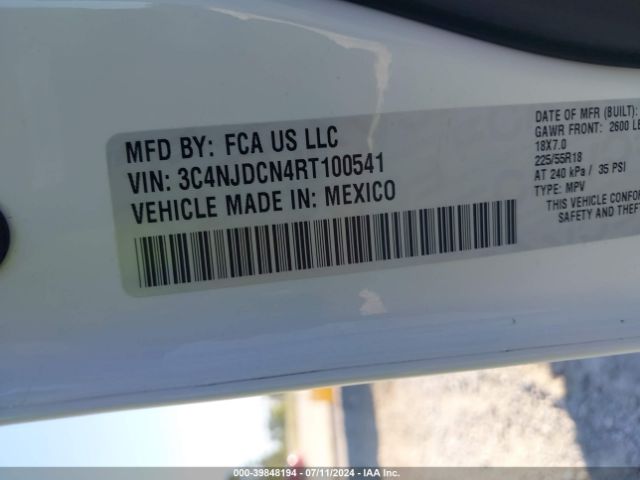 MFD BY: FCA US LLC
VIN: 3C4NJDCN4RT100541
VEHICLE MADE IN: MEXICO
DATE OF MFR (BUILT):
GAWR FRONT: 2600 LB
18X7.0
225/55R18
AT 240 kPa / 35 PSI
TYPE: MPV
THIS VEHICLE CONFOR
SAFETY AND THEF
000-39848194 - 07/11/2024 - IAA Inc.